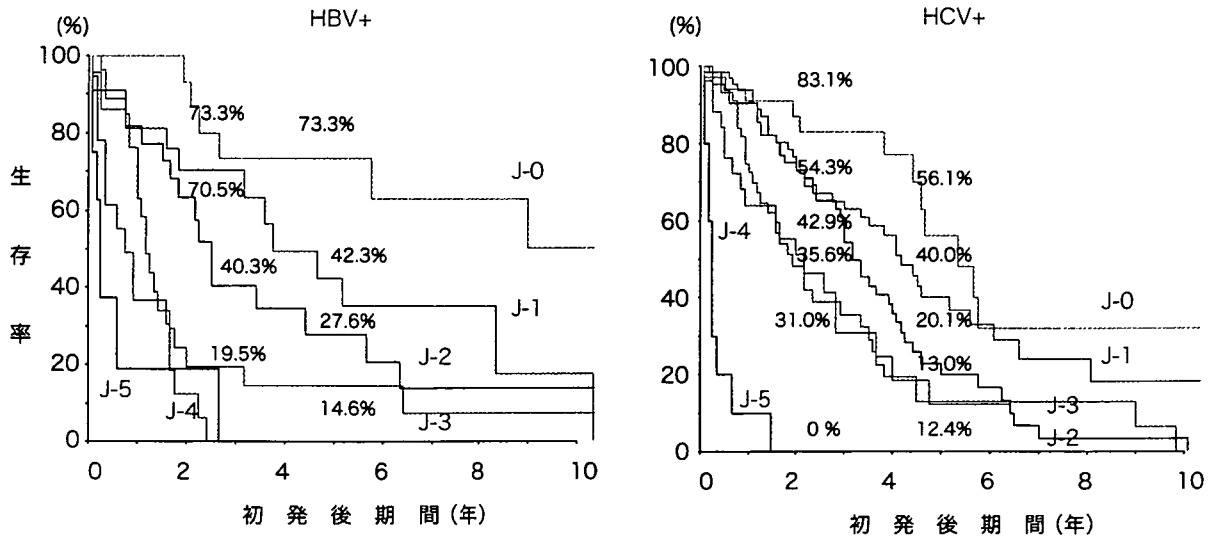 HBV+
(%)
100
80
60
40
20
0
生存率
73.3%
73.3%
J-0
70.5%
42.3%
40.3%
J-1
27.6%
J-2
19.5%
J-5
J-4
14.6%
J-3
0 2 4 6 8 10
初発後期間(年)
HCV+
(%)
100
80
60
40
20
0
83.1%
54.3%
56.1%
J-4
42.9%
35.6%
40.0%
J-0
31.0%
20.1%
J-1
13.0%
J-5
J-3
0 %
12.4%
J-2
0 2 4 6 8 10
初発後期間(年)